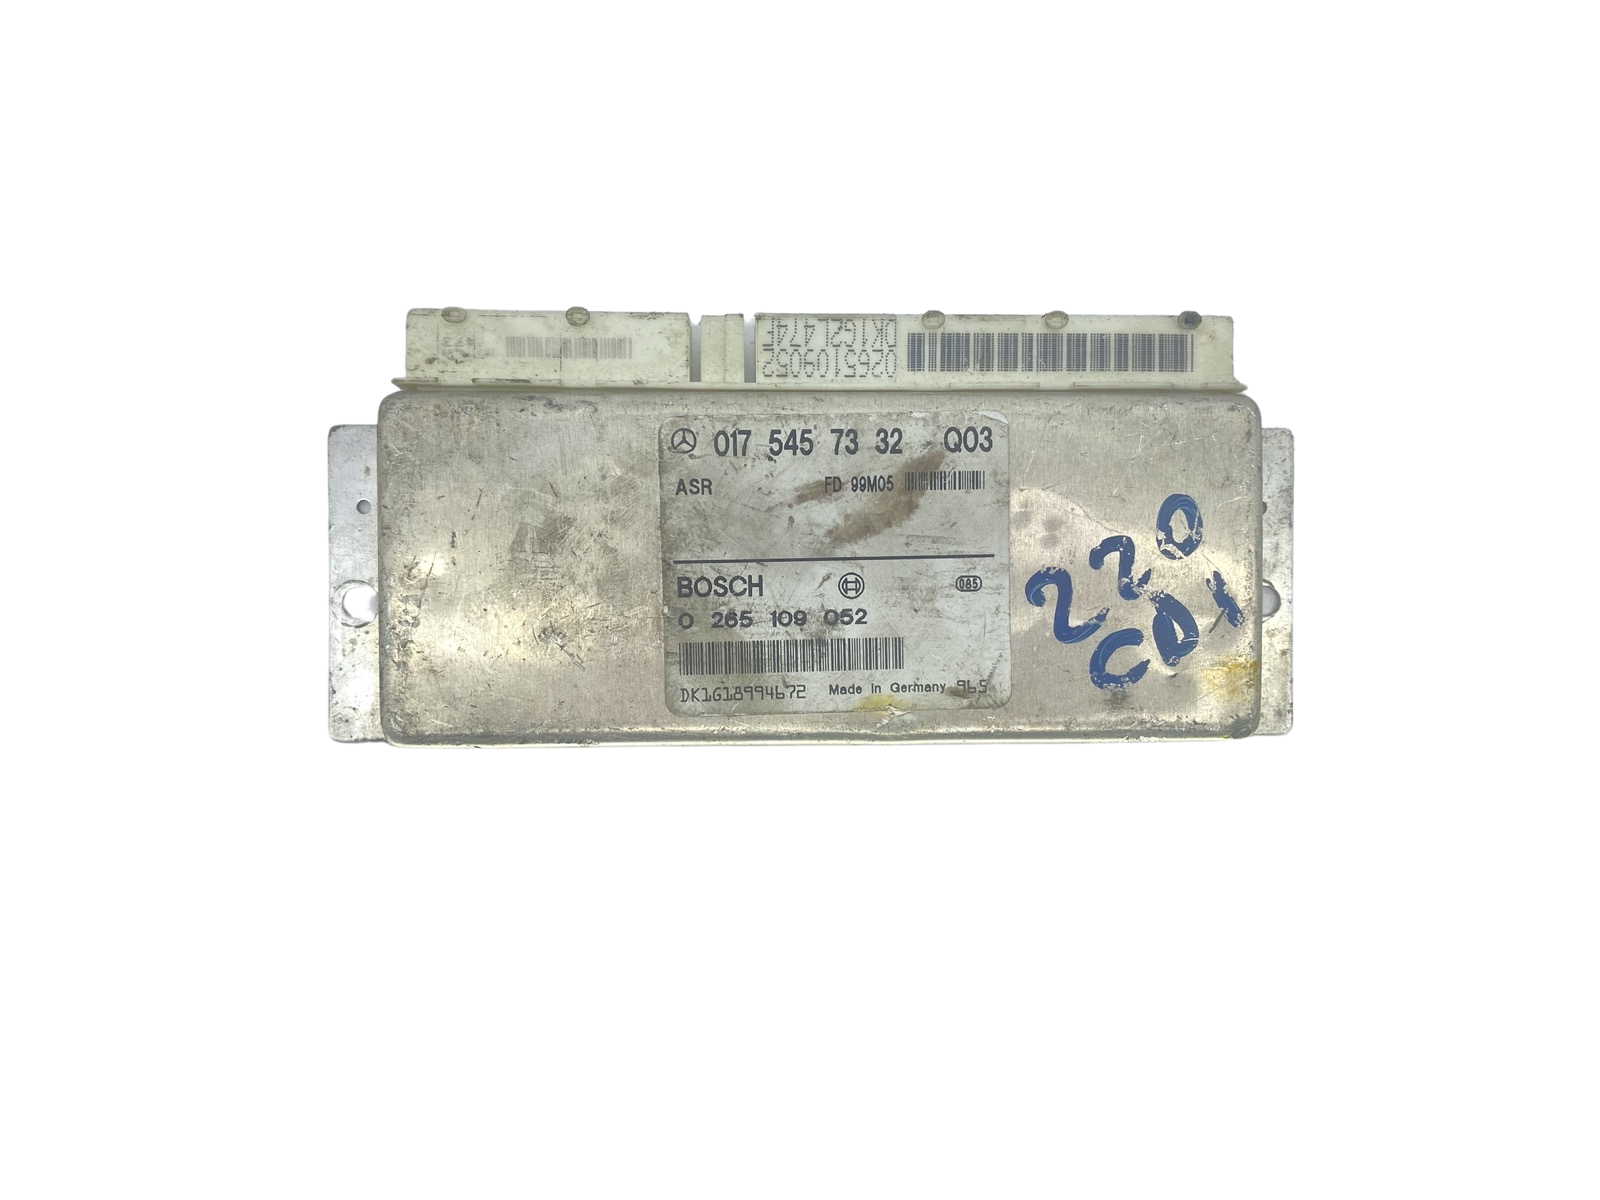 DK1G2L474F
0265109052
017 545 73 32 Q03
ASR FD 99M05
BOSCH 085
0 265 109 052
DK1G18994672 Made in Germany 965
220
CDI